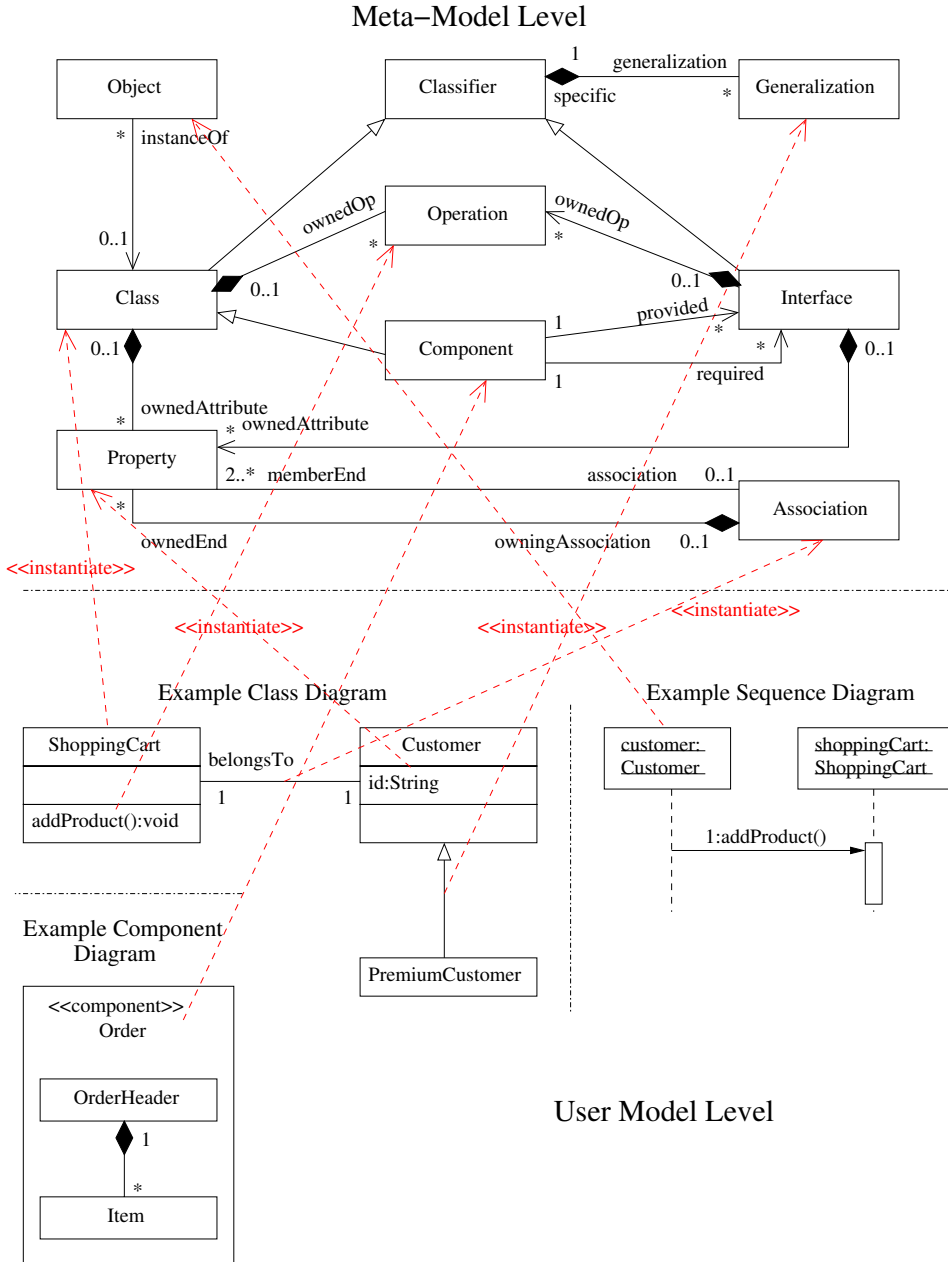 Meta−Model Level
Object
Classifier
1
generalization
specific
*
Generalization
*
instanceOf
0..1
ownedOp
*
Operation
ownedOp
*
Class
0..1
0..1
Interface
0..1
Component
1
provided
*
1
required
*
0..1
ownedAttribute
*
*
ownedAttribute
Property
2..*
memberEnd
association
0..1
*
ownedEnd
owningAssociation
0..1
Association
<<instantiate>>
<<instantiate>>
<<instantiate>>
<<instantiate>>
Example Class Diagram
Example Sequence Diagram
ShoppingCart
addProduct():void
belongsTo
1
1
Customer
id:String
PremiumCustomer
customer:
Customer
shoppingCart:
ShoppingCart
1:addProduct()
Example Component
Diagram
<<component>>
Order
OrderHeader
1
*
Item
User Model Level